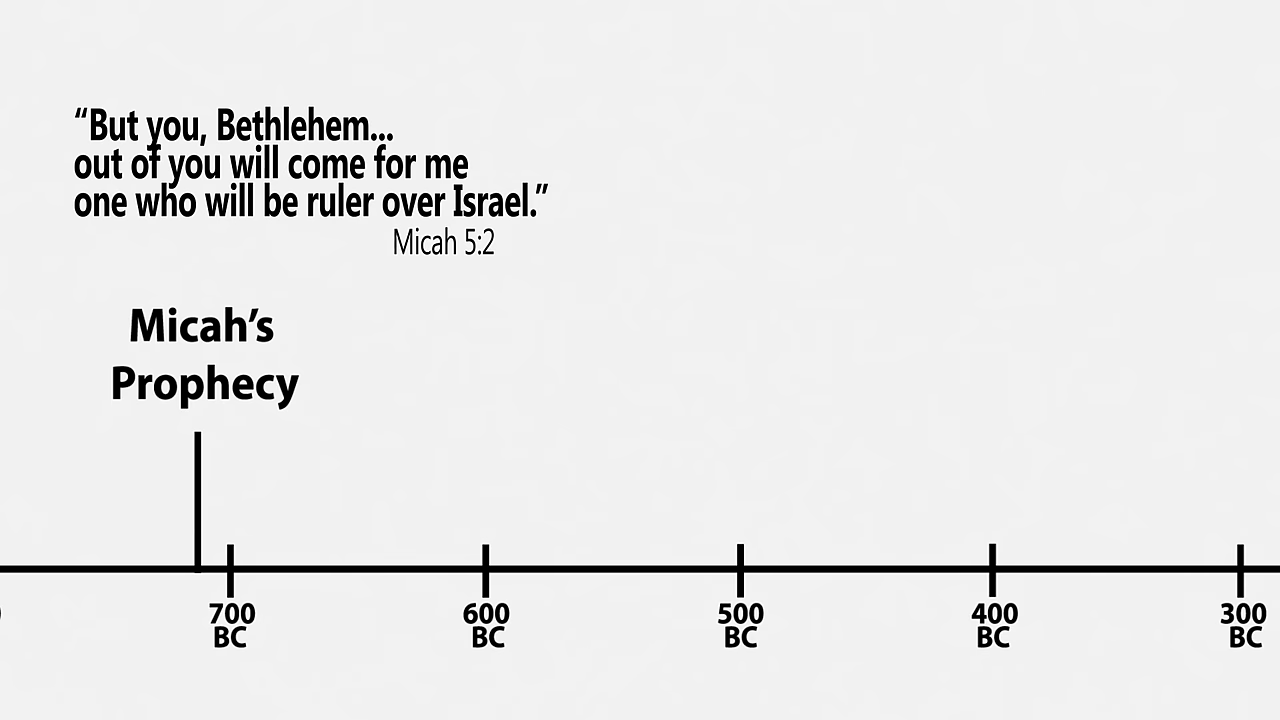 “But you, Bethlehem...
out of you will come for me
one who will be ruler over Israel.”
Micah 5:2
Micah’s
Prophecy
700
BC
600
BC
500
BC
400
BC
300
BC